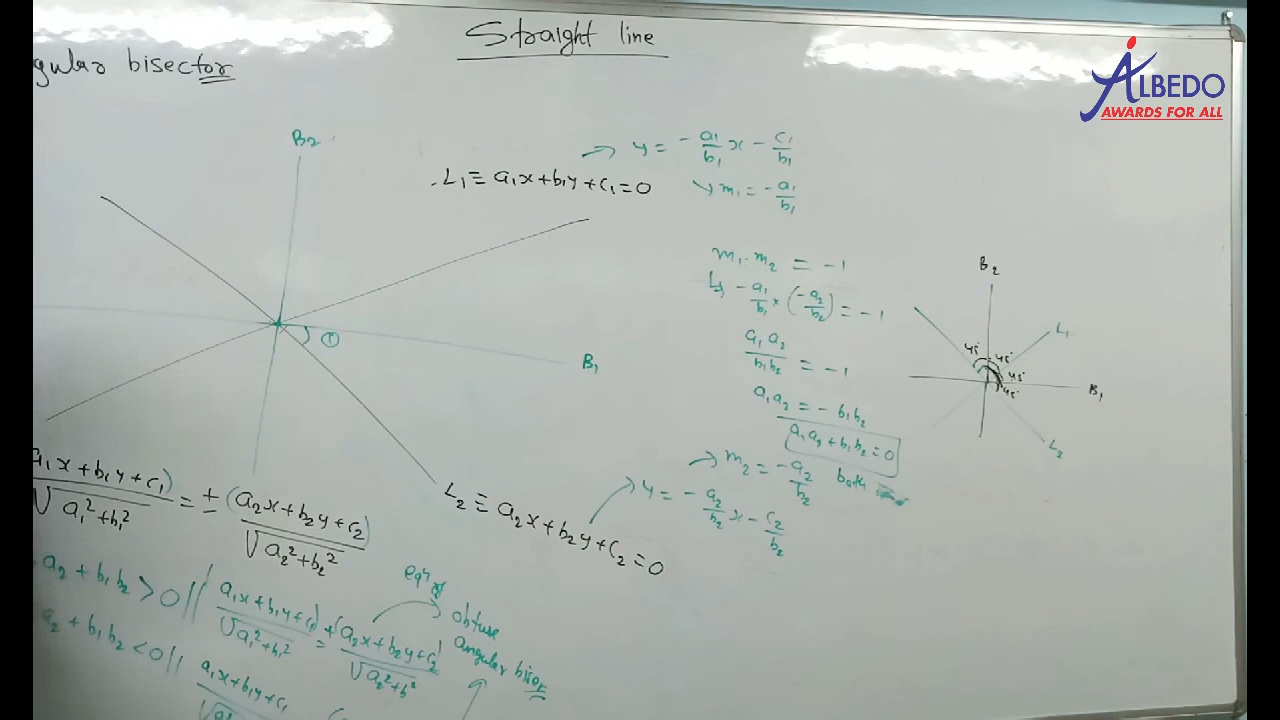 Straight line
gular bisector
ALBEDO
AWARDS FOR ALL
B₂
L₁ ≡ a₁x+b₁y+c₁=0
y = -a₁/b₁ x - c₁/b₁
m₁ = -a₁/b₁
①
B₁
m₁.m₂ = -1
-a₁/b₁ × (-a₂/b₂) = -1
a₁a₂/b₁b₂ = -1
a₁a₂ = -b₁b₂
a₁a₂+b₁b₂=0
m₂ = -a₂/b₂ both
y = -a₂/b₂ x - c₂/b₂
L₂ ≡ a₂x+b₂y+c₂=0
B₂
L₁
45° 45°
45°
45°
B₁
L₂
a₁x+b₁y+c₁)/√a₁²+b₁² = ± (a₂x+b₂y+c₂)/√a₂²+b₂²
a₂+b₁b₂>0// (a₁x+b₁y+c₁)/√a₁²+b₁² = +(a₂x+b₂y+c₂)/√a₂²+b²
eqⁿ of
obtuse
angular bisector
a₂+b₁b₂<0// a₁x+b₁y+c₁